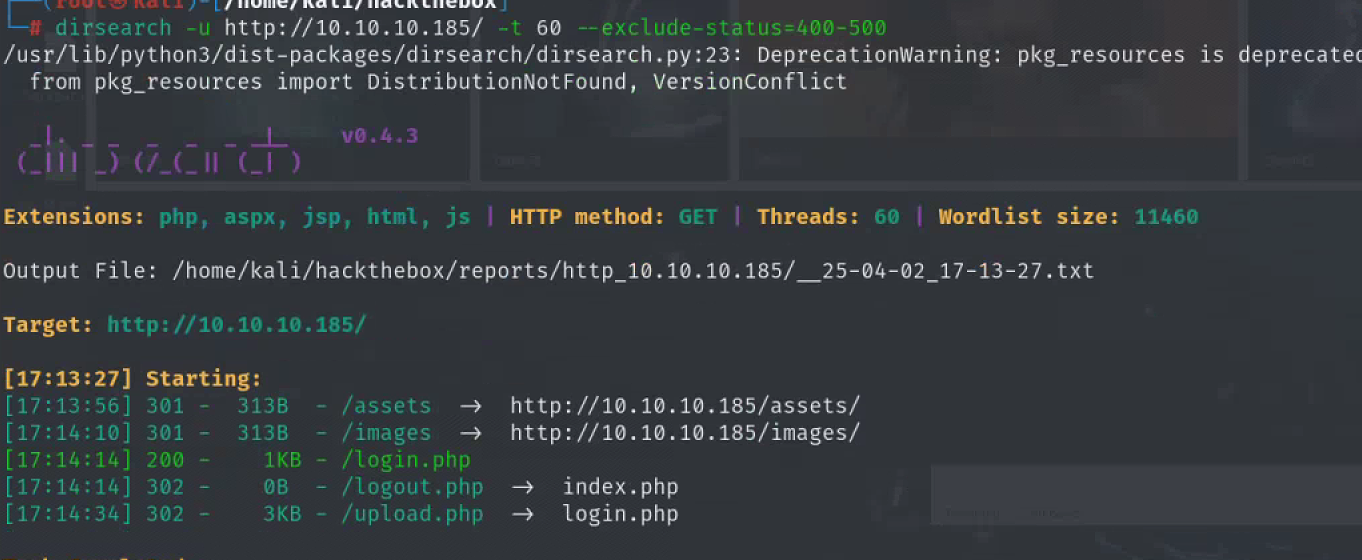 (root㉿kali)-[/home/kali/hackthebox]
# dirsearch -u http://10.10.10.185/ -t 60 --exclude-status=400-500
/usr/lib/python3/dist-packages/dirsearch/dirsearch.py:23: DeprecationWarning: pkg_resources is deprecated
from pkg_resources import DistributionNotFound, VersionConflict
v0.4.3
Extensions: php, aspx, jsp, html, js | HTTP method: GET | Threads: 60 | Wordlist size: 11460
Output File: /home/kali/hackthebox/reports/http_10.10.10.185/__25-04-02_17-13-27.txt
Target: http://10.10.10.185/
[17:13:27] Starting:
[17:13:56] 301 - 313B - /assets → http://10.10.10.185/assets/
[17:14:10] 301 - 313B - /images → http://10.10.10.185/images/
[17:14:14] 200 - 1KB - /login.php
[17:14:14] 302 - 0B - /logout.php → index.php
[17:14:34] 302 - 3KB - /upload.php → login.php